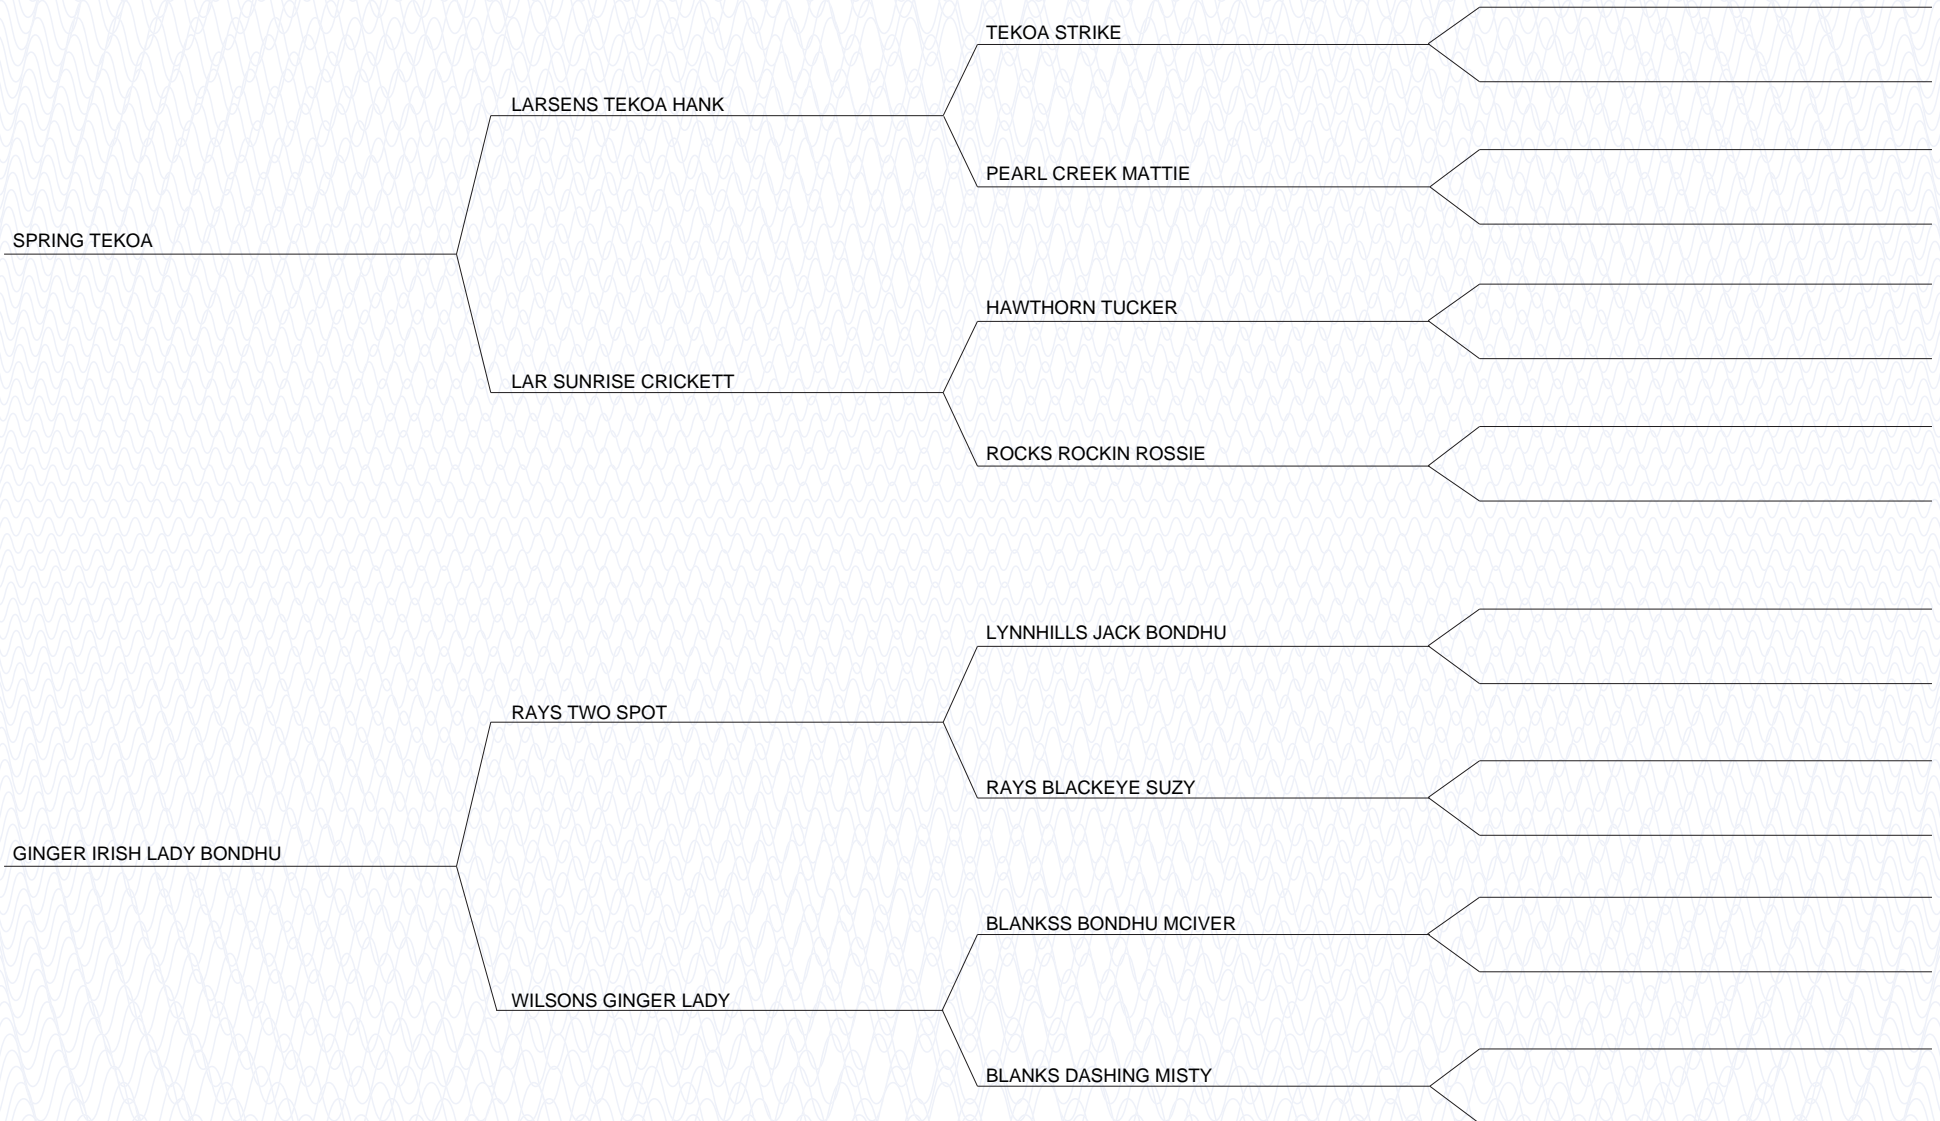 TEKOA STRIKE
LARSENS TEKOA HANK
PEARL CREEK MATTIE
SPRING TEKOA
HAWTHORN TUCKER
LAR SUNRISE CRICKETT
ROCKS ROCKIN ROSSIE
LYNNHILLS JACK BONDHU
RAYS TWO SPOT
RAYS BLACKEYE SUZY
GINGER IRISH LADY BONDHU
BLANKSS BONDHU MCIVER
WILSONS GINGER LADY
BLANKS DASHING MISTY